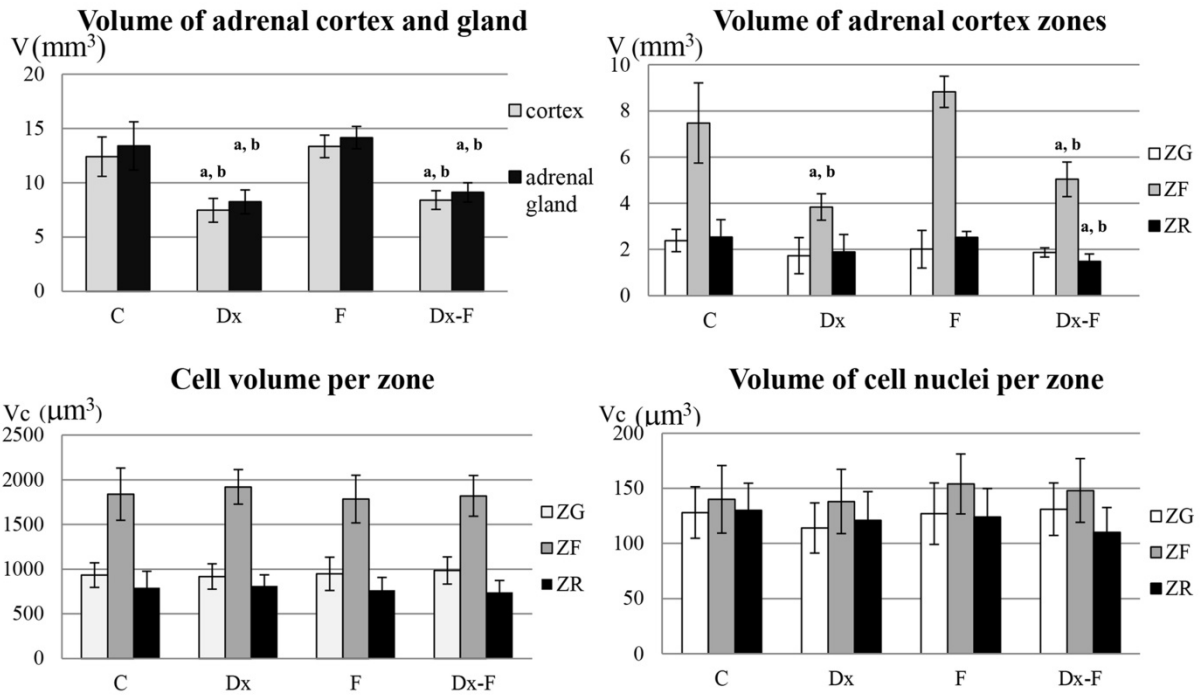 Volume of adrenal cortex and gland
V (mm³)
20
15
10
5
0
a, b
a, b
a, b
a, b
C
Dx
F
Dx-F
cortex
adrenal
gland
Volume of adrenal cortex zones
V (mm³)
10
8
6
4
2
0
a, b
a, b
a, b
C
Dx
F
Dx-F
ZG
ZF
ZR
Cell volume per zone
Vc (µm³)
2500
2000
1500
1000
500
0
C
Dx
F
Dx-F
ZG
ZF
ZR
Volume of cell nuclei per zone
Vc (µm³)
200
150
100
50
0
C
Dx
F
Dx-F
ZG
ZF
ZR